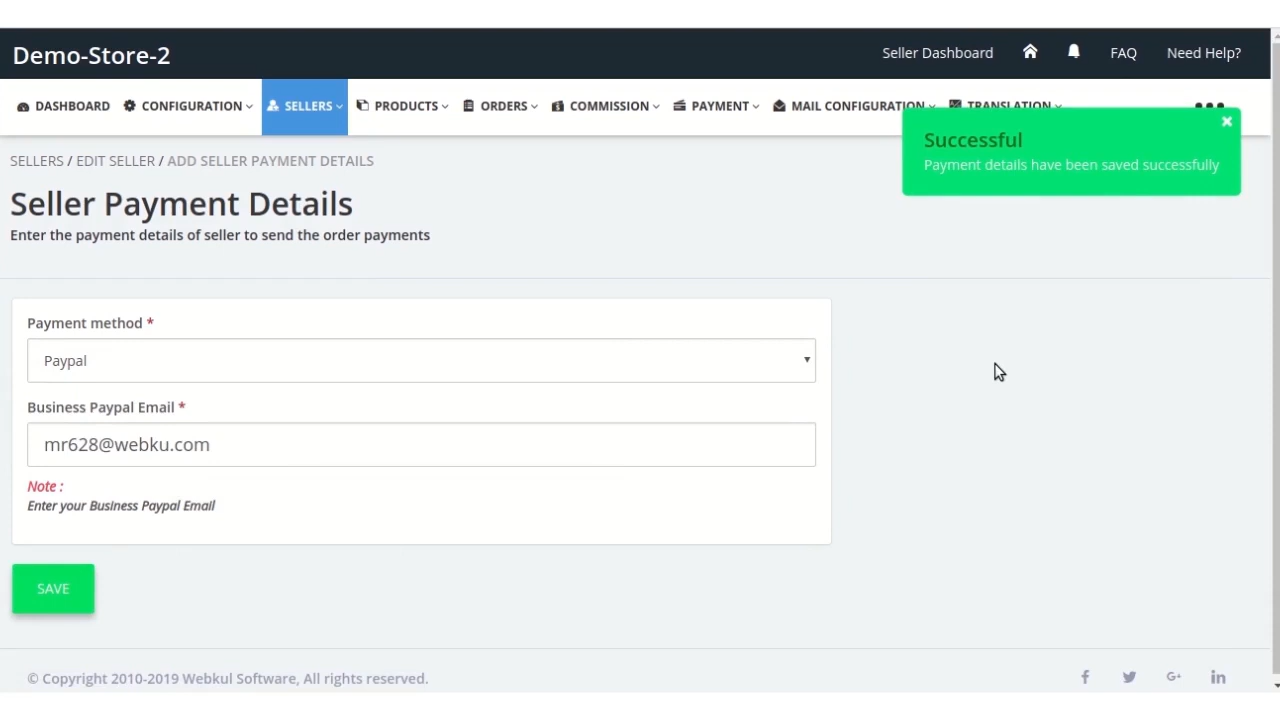 Demo-Store-2
Seller Dashboard FAQ Need Help?
DASHBOARD CONFIGURATION SELLERS PRODUCTS ORDERS COMMISSION PAYMENT MAIL CONFIGURATION TRANSLATION
Successful
Payment details have been saved successfully
SELLERS / EDIT SELLER / ADD SELLER PAYMENT DETAILS
Seller Payment Details
Enter the payment details of seller to send the order payments
Payment method *
Paypal
Business Paypal Email *
mr628@webku.com
Note :
Enter your Business Paypal Email
SAVE
© Copyright 2010-2019 Webkul Software, All rights reserved.